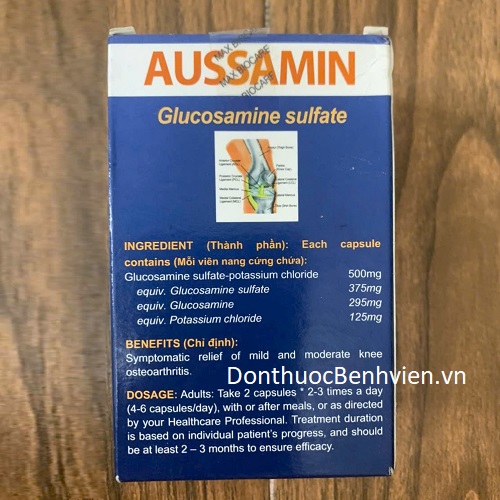 MAX BIOCARE
AUSSAMIN
MAX BIOCARE
Glucosamine sulfate
INGREDIENT (Thành phần): Each capsule
contains (Mỗi viên nang cứng chứa):
Glucosamine sulfate-potassium chloride 500mg
equiv. Glucosamine sulfate 375mg
equiv. Glucosamine 295mg
equiv. Potassium chloride 125mg
BENEFITS (Chỉ định):
Symptomatic relief of mild and moderate knee
osteoarthritis.
DonthuocBenhvien.vn
DOSAGE: Adults: Take 2 capsules * 2-3 times a day
(4-6 capsules/day), with or after meals, or as directed
by your Healthcare Professional. Treatment duration
is based on individual patient's progress, and should
be at least 2 – 3 months to ensure efficacy.